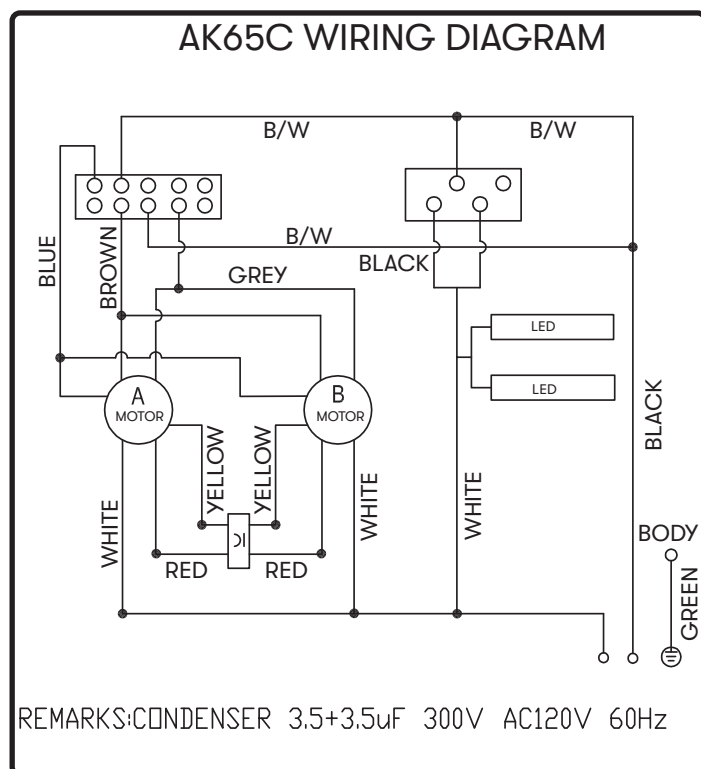 AK65C WIRING DIAGRAM
B/W
B/W
B/W
BLUE
BROWN
BLACK
GREY
LED
LED
A
MOTOR
B
MOTOR
BLACK
YELLOW
YELLOW
WHITE
WHITE
WHITE
RED
RED
BODY
GREEN
REMARKS:CONDENSER 3.5+3.5uF 300V AC120V 60Hz